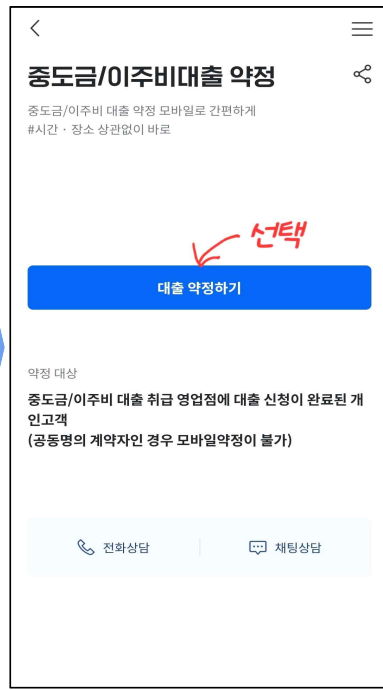 중도금/이주비대출 약정
중도금/이주비 대출 약정 모바일로 간편하게
#시간 · 장소 상관없이 바로
선택
대출 약정하기
약정 대상
중도금/이주비 대출 취급 영업점에 대출 신청이 완료된 개
인고객
(공동명의 계약자인 경우 모바일약정이 불가)
전화상담
채팅상담